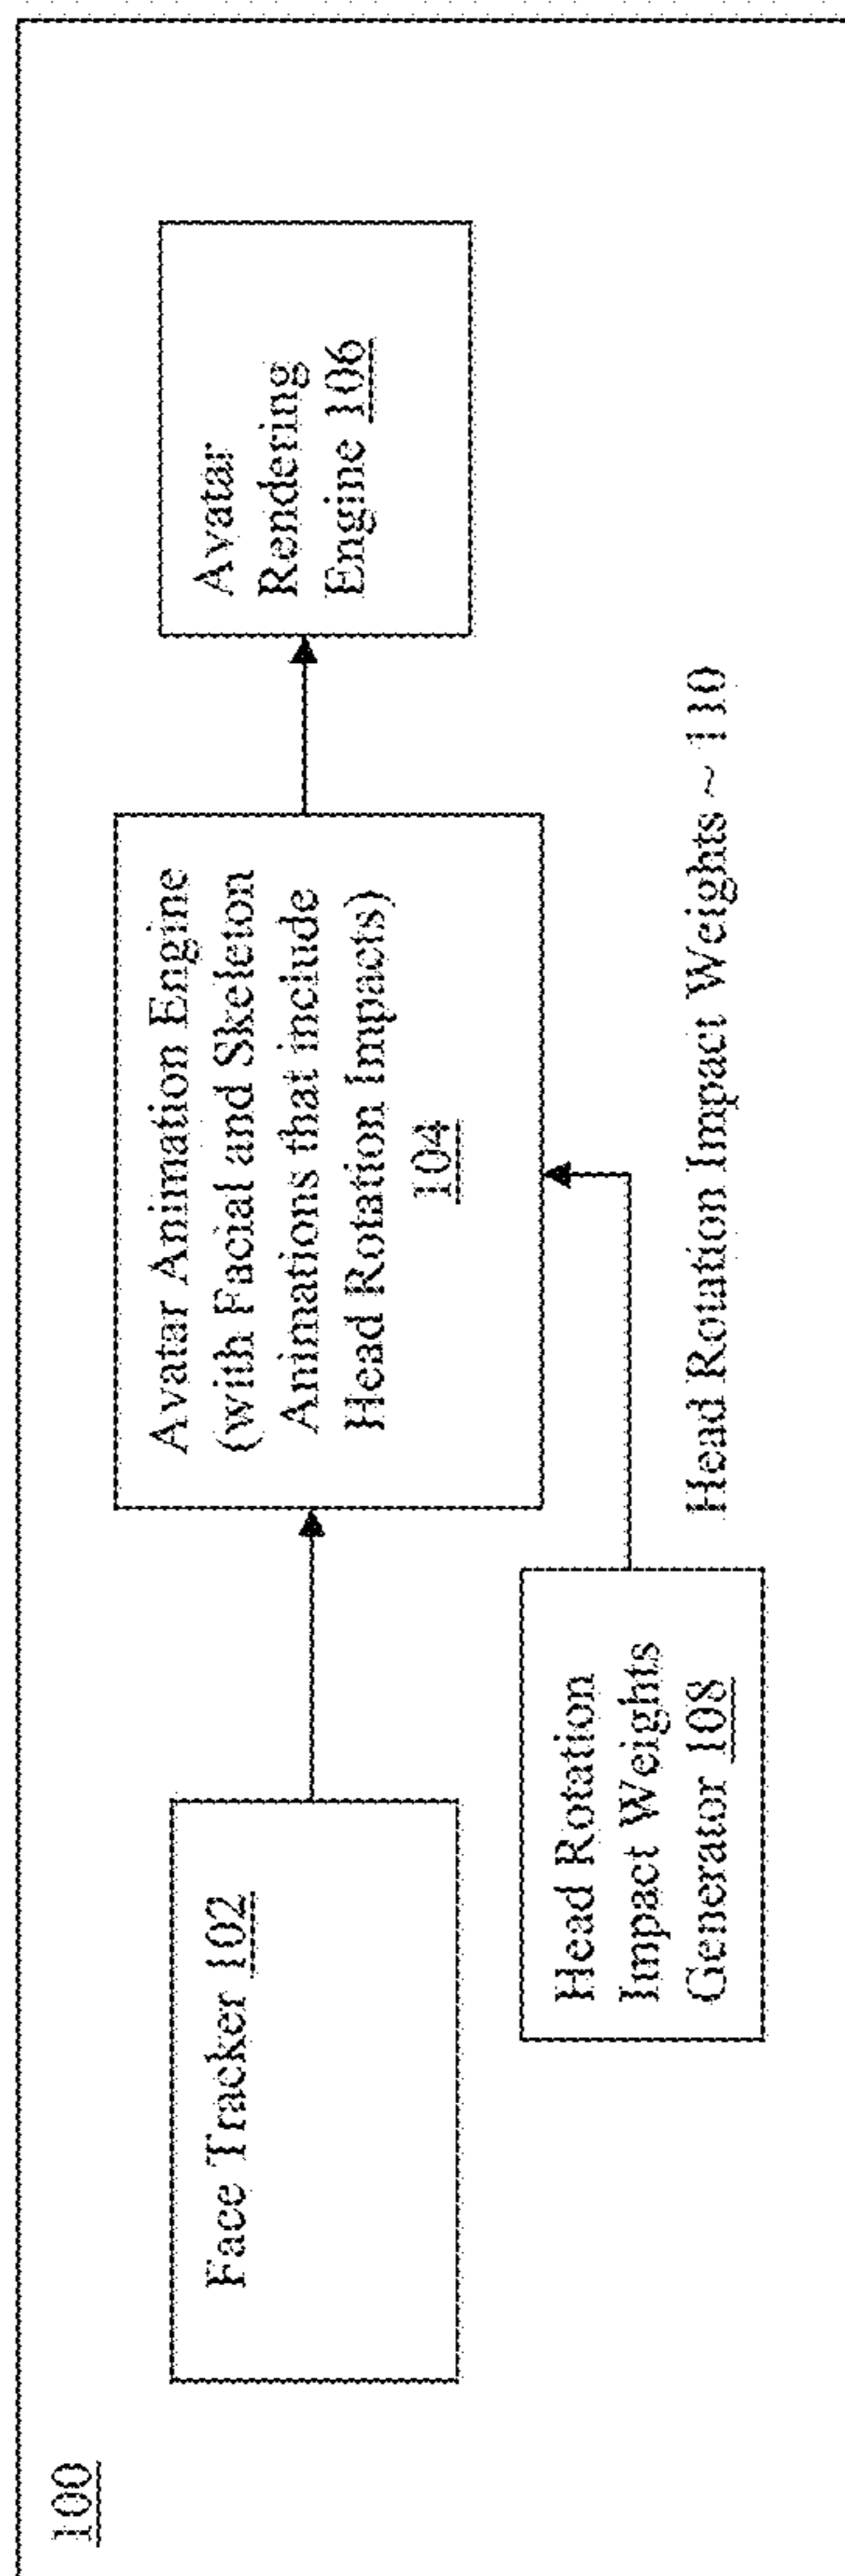 100
Face Tracker 102
Avatar Animation Engine
(with Facial and Skeleton
Animations that include
Head Rotation Impacts)
104
Avatar
Rendering
Engine 106
Head Rotation
Impact Weights
Generator 108
Head Rotation Impact Weights ~ 110